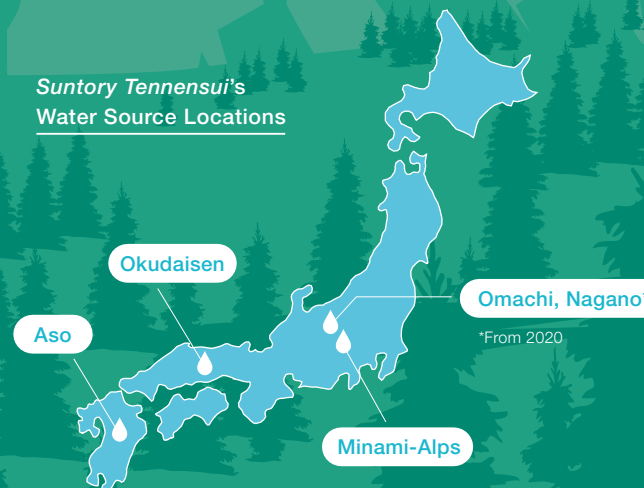 Suntory Tennensui's
Water Source Locations
Okudaisen
Omachi, Nagano*
*From 2020
Aso
Minami-Alps